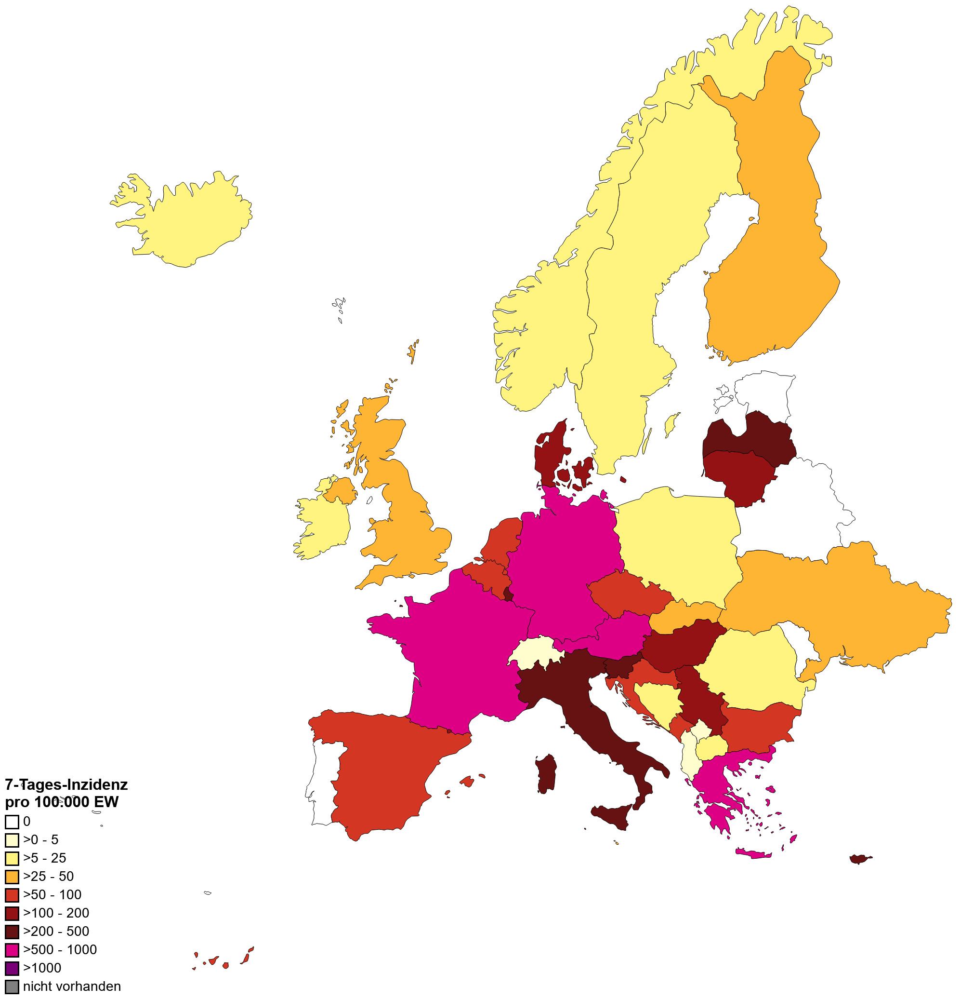 7-Tages-Inzidenz
pro 100.000 EW
0
>0 - 5
>5 - 25
>25 - 50
>50 - 100
>100 - 200
>200 - 500
>500 - 1000
>1000
nicht vorhanden